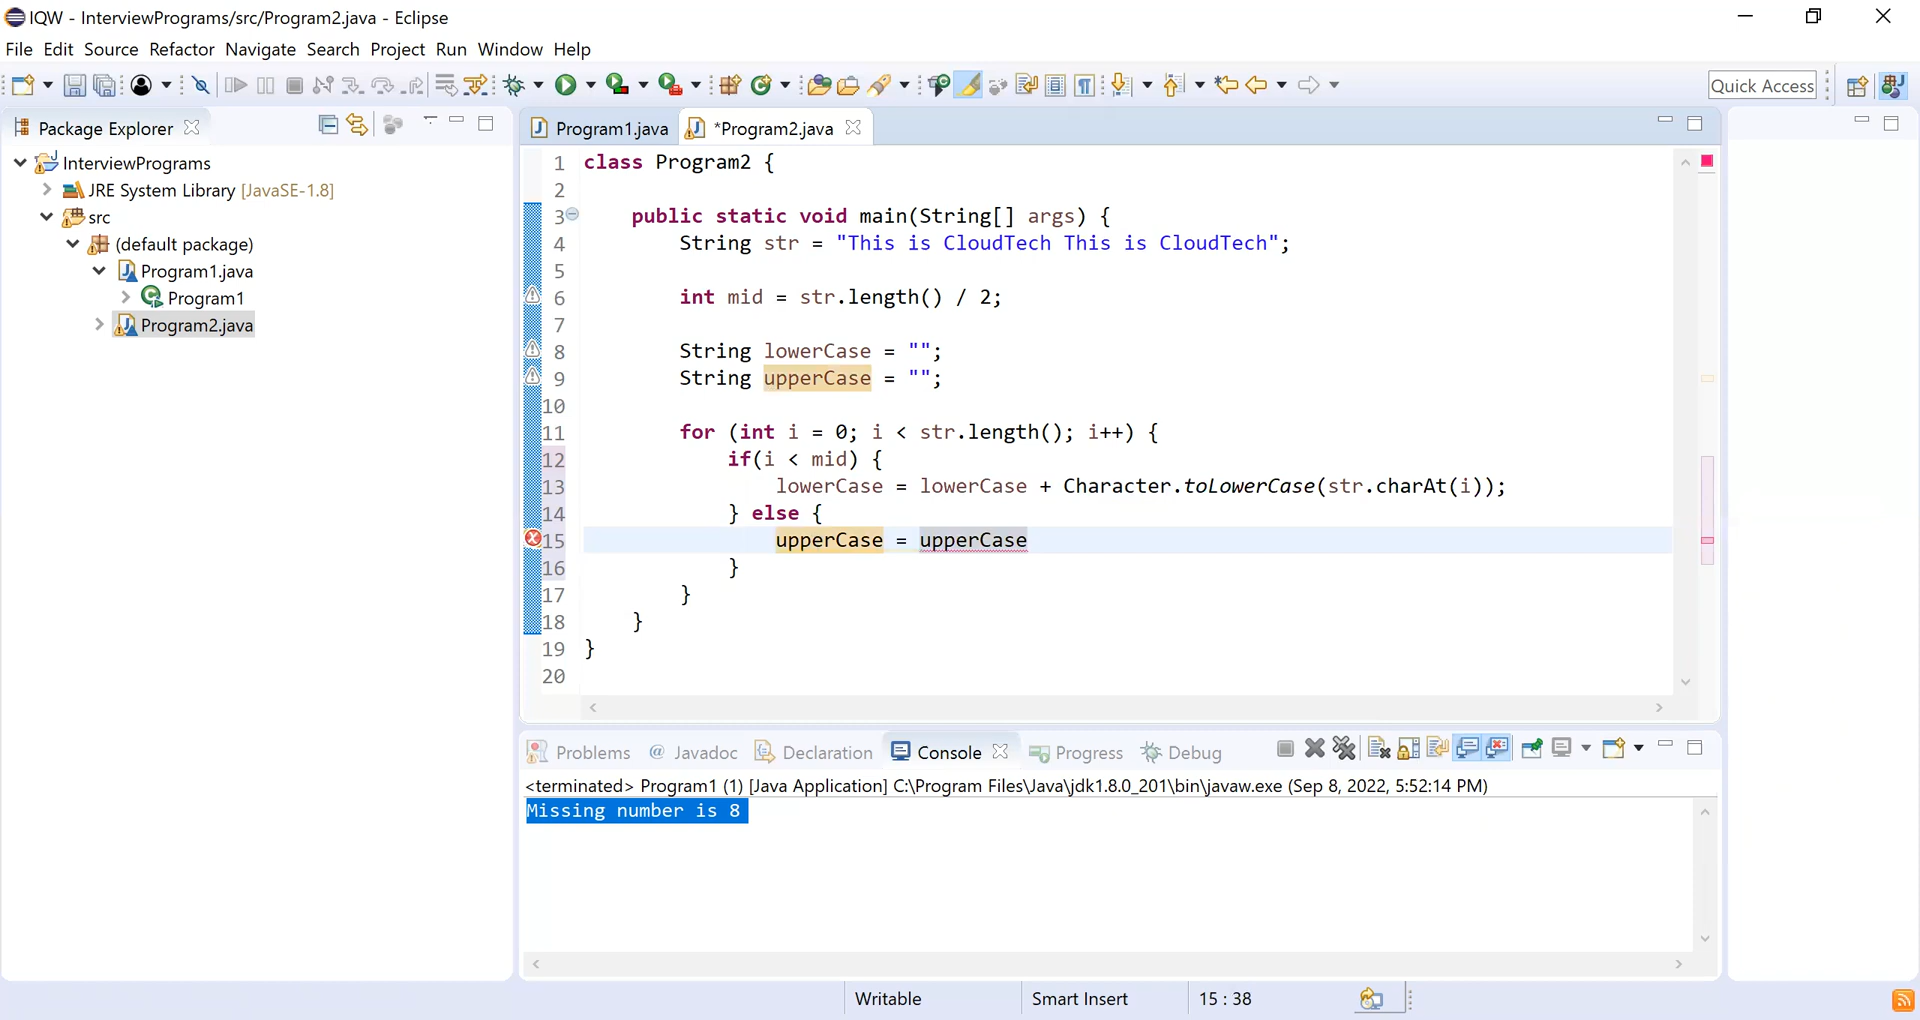 IQW - InterviewPrograms/src/Program2.java - Eclipse
File Edit Source Refactor Navigate Search Project Run Window Help
Quick Access
Package Explorer
InterviewPrograms
JRE System Library [JavaSE-1.8]
src
(default package)
Program1.java
Program1
Program2.java
Program1.java
*Program2.java
1 class Program2 {
2
3 public static void main(String[] args) {
4 String str = "This is CloudTech This is CloudTech";
5
6 int mid = str.length() / 2;
7
8 String lowerCase = "";
9 String upperCase = "";
10
11 for (int i = 0; i < str.length(); i++) {
12 if(i < mid) {
13 lowerCase = lowerCase + Character.toLowerCase(str.charAt(i));
14 } else {
15 upperCase = upperCase
16 }
17 }
18 }
19 }
20
Problems @ Javadoc Declaration Console Progress Debug
<terminated> Program1 (1) [Java Application] C:\Program Files\Java\jdk1.8.0_201\bin\javaw.exe (Sep 8, 2022, 5:52:14 PM)
Missing number is 8
Writable Smart Insert 15 : 38